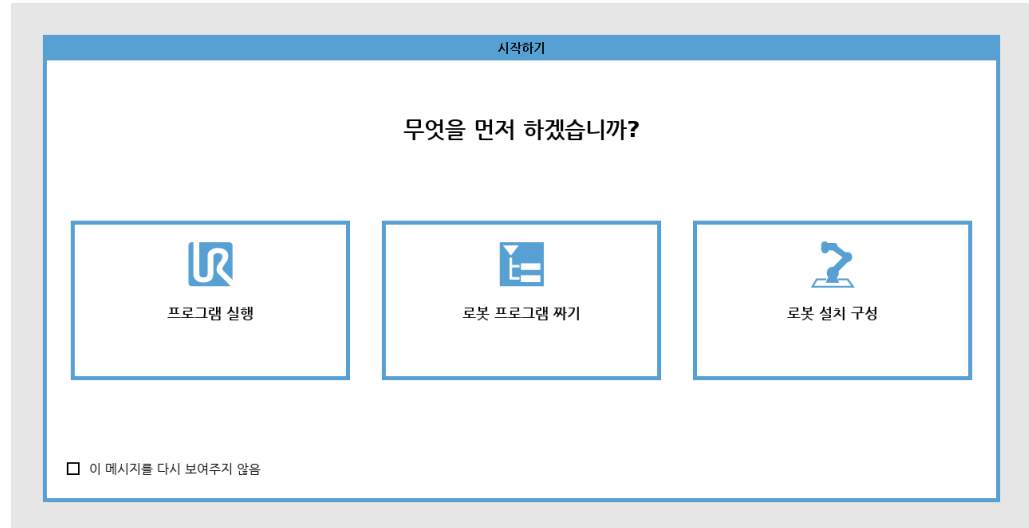 시작하기
무엇을 먼저 하겠습니까?
프로그램 실행
로봇 프로그램 짜기
로봇 설치 구성
이 메시지를 다시 보여주지 않음